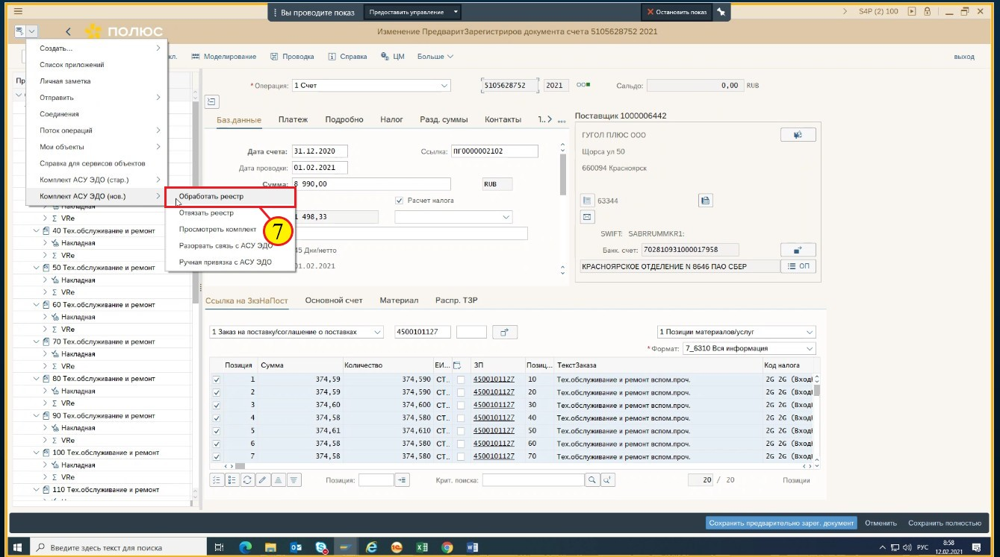 Вы проводите показ
Предоставить управление
Остановить показ
S4P (2) 100
ПОЛЮС
Изменение ПредваритЗарегистриров документа счета 5105628752 2021
кл.
Моделирование
Проводка
Справка
ЦМ
Больше
выход
Создать...
Список приложений
Личная заметка
Отправить
Соединения
Поток операций
Мои объекты
Справка для сервисов объектов
Комплект АСУ ЭДО (стар.)
Комплект АСУ ЭДО (нов.)
Обработать реестр
Отвязать реестр
Просмотреть комплект
Разорвать связь с АСУ ЭДО
Ручная привязка с АСУ ЭДО
7
Пр
Накладная
Σ VRe
40 Тех.обслуживание и ремонт
Накладная
Σ VRe
50 Тех.обслуживание и ремонт
Накладная
Σ VRe
60 Тех.обслуживание и ремонт
Накладная
Σ VRe
70 Тех.обслуживание и ремонт
Накладная
Σ VRe
80 Тех.обслуживание и ремонт
Накладная
Σ VRe
90 Тех.обслуживание и ремонт
Накладная
Σ VRe
100 Тех.обслуживание и ремонт
Накладная
Σ VRe
110 Тех.обслуживание и ремонт
* Операция: 1 Счет
5105628752 2021
Сальдо: 0,00 RUB
Баз.данные Платеж Подробно Налог Разд. суммы Контакты
Дата счета: 31.12.2020
Ссылка: ПГ0000002102
Дата проводки: 01.02.2021
Сумма: 8 990,00 RUB
Расчет налога
1 498,33
45 Дни/нетто
01.02.2021
Поставщик 1000006442
ГУГОЛ ПЛЮС ООО
Щорса ул 50
660094 Красноярск
63344
SWIFT: SABRRUMMKR1:
Банк. счет: 702810931000017958
КРАСНОЯРСКОЕ ОТДЕЛЕНИЕ N 8646 ПАО СБЕР
ОП
Ссылка на ЗкзНаПост Основной счет Материал Распр. ТЗР
1 Заказ на поставку/соглашение о поставках 4500101127
1 Позиции материалов/услуг
* Формат: 7_6310 Вся информация
Позиция Сумма Количество ЕИ... ЗП Позиц... ТекстЗаказа Код налога
1 374,59 374,590 СТ.. 4500101127 10 Тех.обслуживание и ремонт вспом.проч. 2G 2G (Вход
2 374,59 374,590 СТ.. 4500101127 20 Тех.обслуживание и ремонт вспом.проч. 2G 2G (Вход
3 374,60 374,600 СТ.. 4500101127 30 Тех.обслуживание и ремонт вспом.проч. 2G 2G (Вход
4 374,58 374,580 СТ.. 4500101127 40 Тех.обслуживание и ремонт вспом.проч. 2G 2G (Вход
5 374,61 374,610 СТ.. 4500101127 50 Тех.обслуживание и ремонт вспом.проч. 2G 2G (Вход
6 374,58 374,580 СТ.. 4500101127 60 Тех.обслуживание и ремонт вспом.проч. 2G 2G (Вход
7 374,58 374,580 СТ.. 4500101127 70 Тех.обслуживание и ремонт вспом.проч. 2G 2G (Вход
Позиция:
Крит. поиска:
20 / 20
Позиции
Сохранить предварительно зарег. документ Отменить Сохранить полностью
Введите здесь текст для поиска
РУС
8:58
12.02.2021